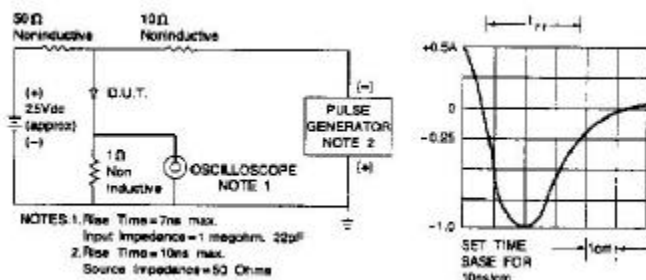 50Ω
Noninductive
10Ω
Noninductive
(+)
25Vdc
(approx)
(−)
D.U.T.
1Ω
Non
Inductive
OSCILLOSCOPE
NOTE 1
(−)
PULSE
GENERATOR
NOTE 2
(+)
NOTES: 1. Rise Time = 7ns max.
Input Impedance = 1 megohm. 22pF
2. Rise Time = 10ns max.
Source Impedance = 50 Ohms
trr
+0.5A
0
-0.25
-1.0
SET TIME
BASE FOR
1cm